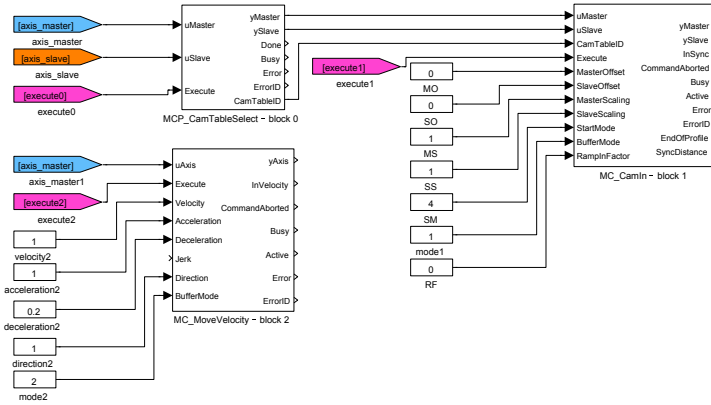 [axis_master]
axis_master
[axis_slave]
axis_slave
[execute0]
execute0
uMaster
uSlave
Execute
yMaster
ySlave
Done
Busy
Error
ErrorID
CamTableID
MCP_CamTableSelect - block 0
[execute1]
execute1
0
MO
0
SO
1
MS
1
SS
4
SM
1
mode1
0
RF
uMaster
uSlave
CamTableID
Execute
MasterOffset
SlaveOffset
MasterScaling
SlaveScaling
StartMode
BufferMode
RampInFactor
yMaster
ySlave
InSync
CommandAborted
Busy
Active
Error
ErrorID
EndOfProfile
SyncDistance
MC_CamIn - block 1
[axis_master]
axis_master1
[execute2]
execute2
1
velocity2
1
acceleration2
0.2
deceleration2
1
direction2
2
mode2
uAxis
Execute
Velocity
Acceleration
Deceleration
Jerk
Direction
BufferMode
yAxis
InVelocity
CommandAborted
Busy
Active
Error
ErrorID
MC_MoveVelocity - block 2